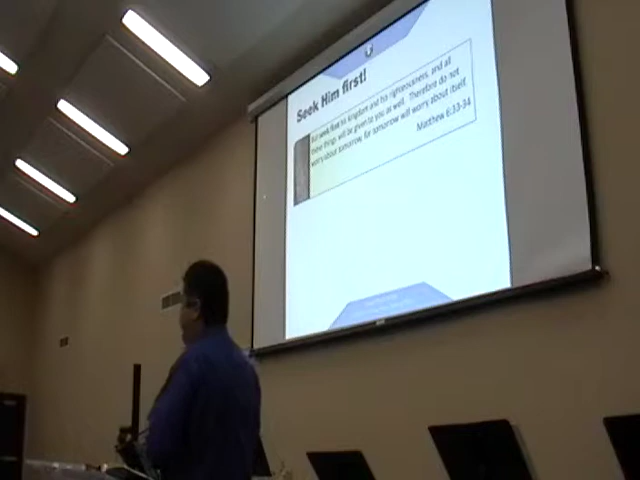 Seek Him first!
But seek first his kingdom and his righteousness, and all
these things will be given to you as well. Therefore do not
worry about tomorrow, for tomorrow will worry about itself.
Matthew 6:33-34